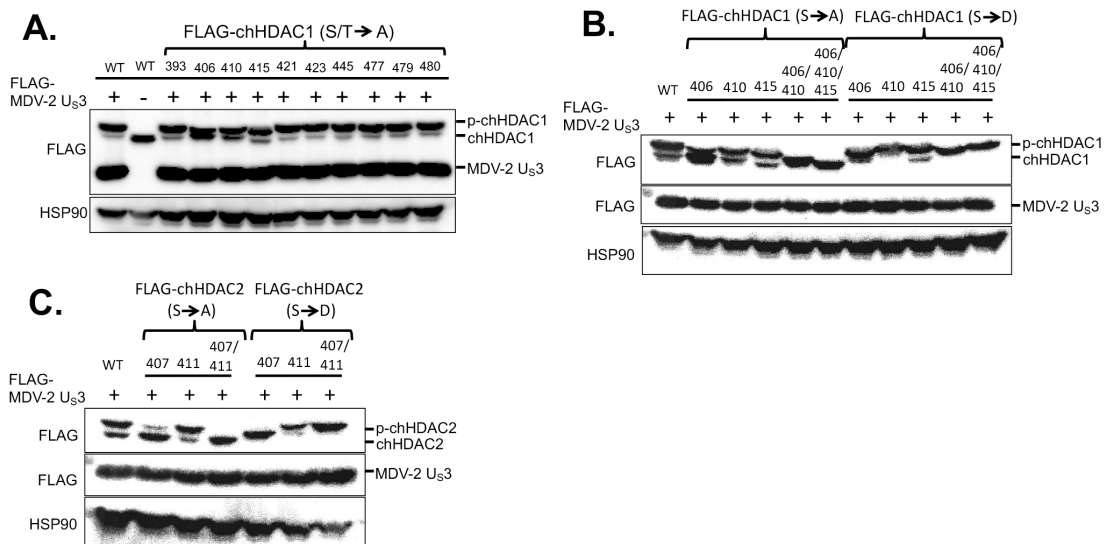 A.
FLAG-chHDAC1 (S/T➔A)
WT WT 393 406 410 415 421 423 445 477 479 480
FLAG-
MDV-2 US3 + - + + + + + + + + + +
FLAG
p-chHDAC1
chHDAC1
MDV-2 US3
HSP90
B.
FLAG-chHDAC1 (S➔A) FLAG-chHDAC1 (S➔D)
WT 406 410 415 406/410 406/410/415 406 410 415 406/410 406/410/415
FLAG-
MDV-2 US3 + + + + + + + + + + +
FLAG
p-chHDAC1
chHDAC1
FLAG
MDV-2 US3
HSP90
C.
FLAG-chHDAC2 FLAG-chHDAC2
(S➔A) (S➔D)
WT 407 411 407/411 407 411 407/411
FLAG-
MDV-2 US3 + + + + + + +
FLAG
p-chHDAC2
chHDAC2
FLAG
MDV-2 US3
HSP90